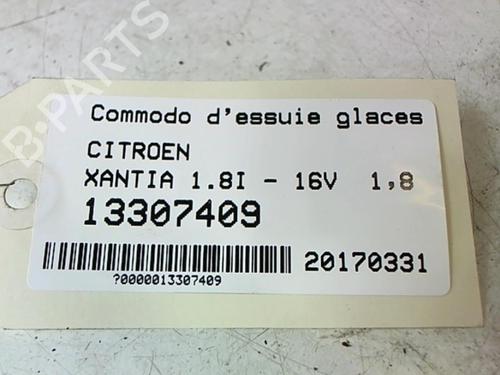 B-PARTS
Commodo d'essuie glaces
CITROEN
XANTIA 1.8I - 16V 1,8
13307409
20170331
?0000013307409